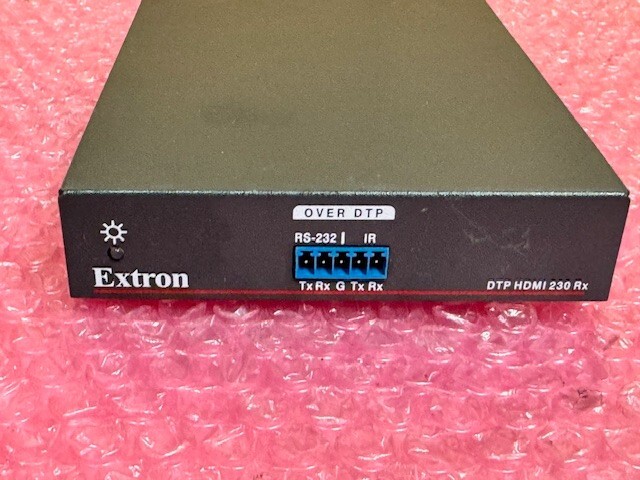 OVER DTP
RS-232 | IR
Tx Rx G Tx Rx
Extron
DTP HDMI 230 Rx